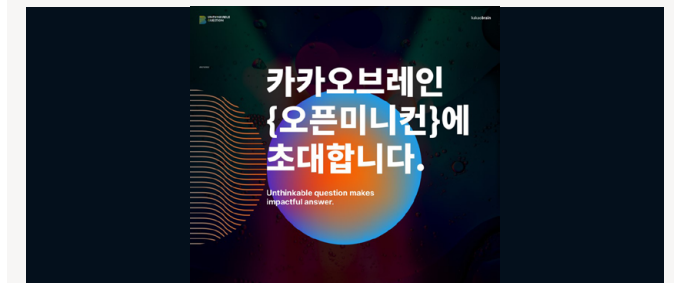 kakaobrain
카카오브레인
{오픈미니컨}에
초대합니다.
Unthinkable question makes
impactful answer.